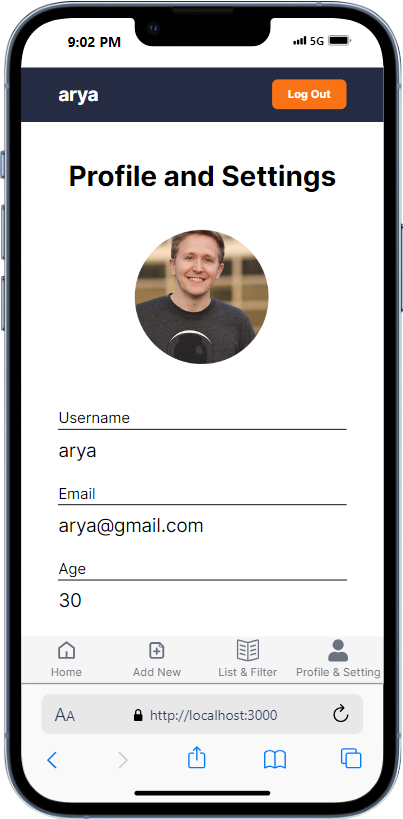 9:02 PM 5G
arya Log Out
Profile and Settings
Username
arya
Email
arya@gmail.com
Age
30
Home Add New List & Filter Profile & Setting
AA http://localhost:3000